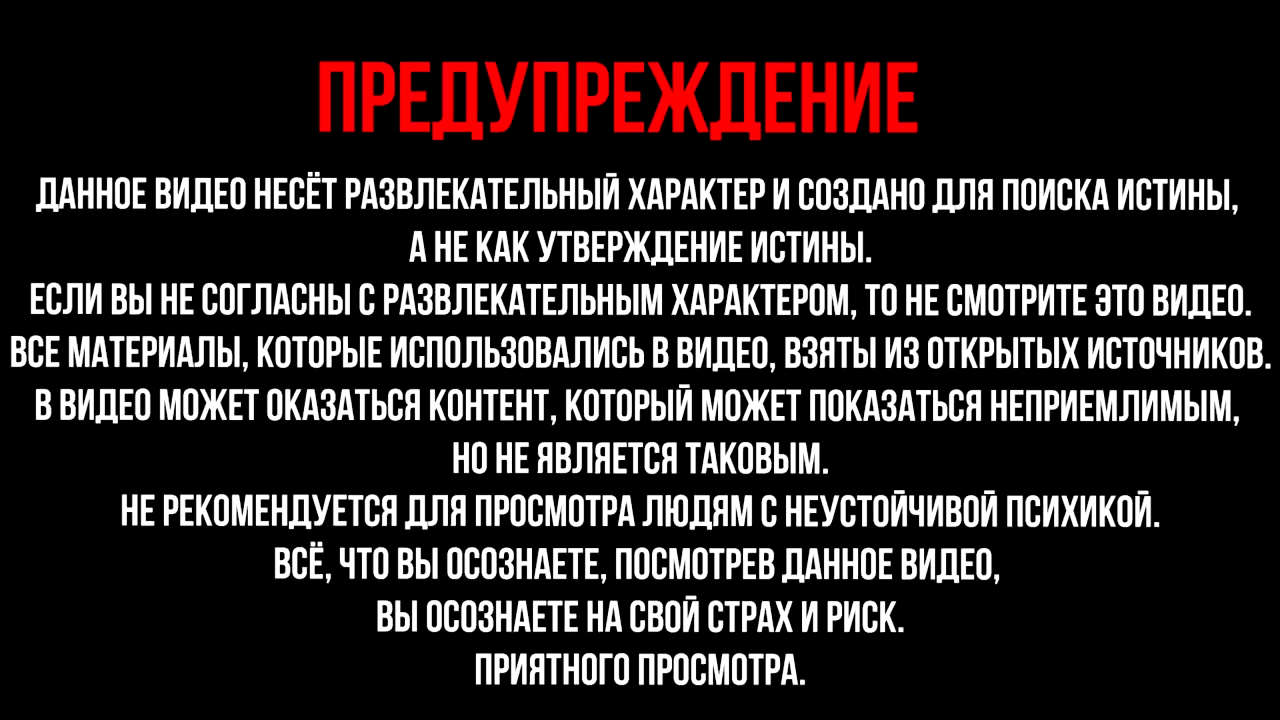 ПРЕДУПРЕЖДЕНИЕ
ДАННОЕ ВИДЕО НЕСЁТ РАЗВЛЕКАТЕЛЬНЫЙ ХАРАКТЕР И СОЗДАНО ДЛЯ ПОИСКА ИСТИНЫ,
А НЕ КАК УТВЕРЖДЕНИЕ ИСТИНЫ.
ЕСЛИ ВЫ НЕ СОГЛАСНЫ С РАЗВЛЕКАТЕЛЬНЫМ ХАРАКТЕРОМ, ТО НЕ СМОТРИТЕ ЭТО ВИДЕО.
ВСЕ МАТЕРИАЛЫ, КОТОРЫЕ ИСПОЛЬЗОВАЛИСЬ В ВИДЕО, ВЗЯТЫ ИЗ ОТКРЫТЫХ ИСТОЧНИКОВ.
В ВИДЕО МОЖЕТ ОКАЗАТЬСЯ КОНТЕНТ, КОТОРЫЙ МОЖЕТ ПОКАЗАТЬСЯ НЕПРИЕМЛИМЫМ,
НО НЕ ЯВЛЯЕТСЯ ТАКОВЫМ.
НЕ РЕКОМЕНДУЕТСЯ ДЛЯ ПРОСМОТРА ЛЮДЯМ С НЕУСТОЙЧИВОЙ ПСИХИКОЙ.
ВСЁ, ЧТО ВЫ ОСОЗНАЕТЕ, ПОСМОТРЕВ ДАННОЕ ВИДЕО,
ВЫ ОСОЗНАЕТЕ НА СВОЙ СТРАХ И РИСК.
ПРИЯТНОГО ПРОСМОТРА.